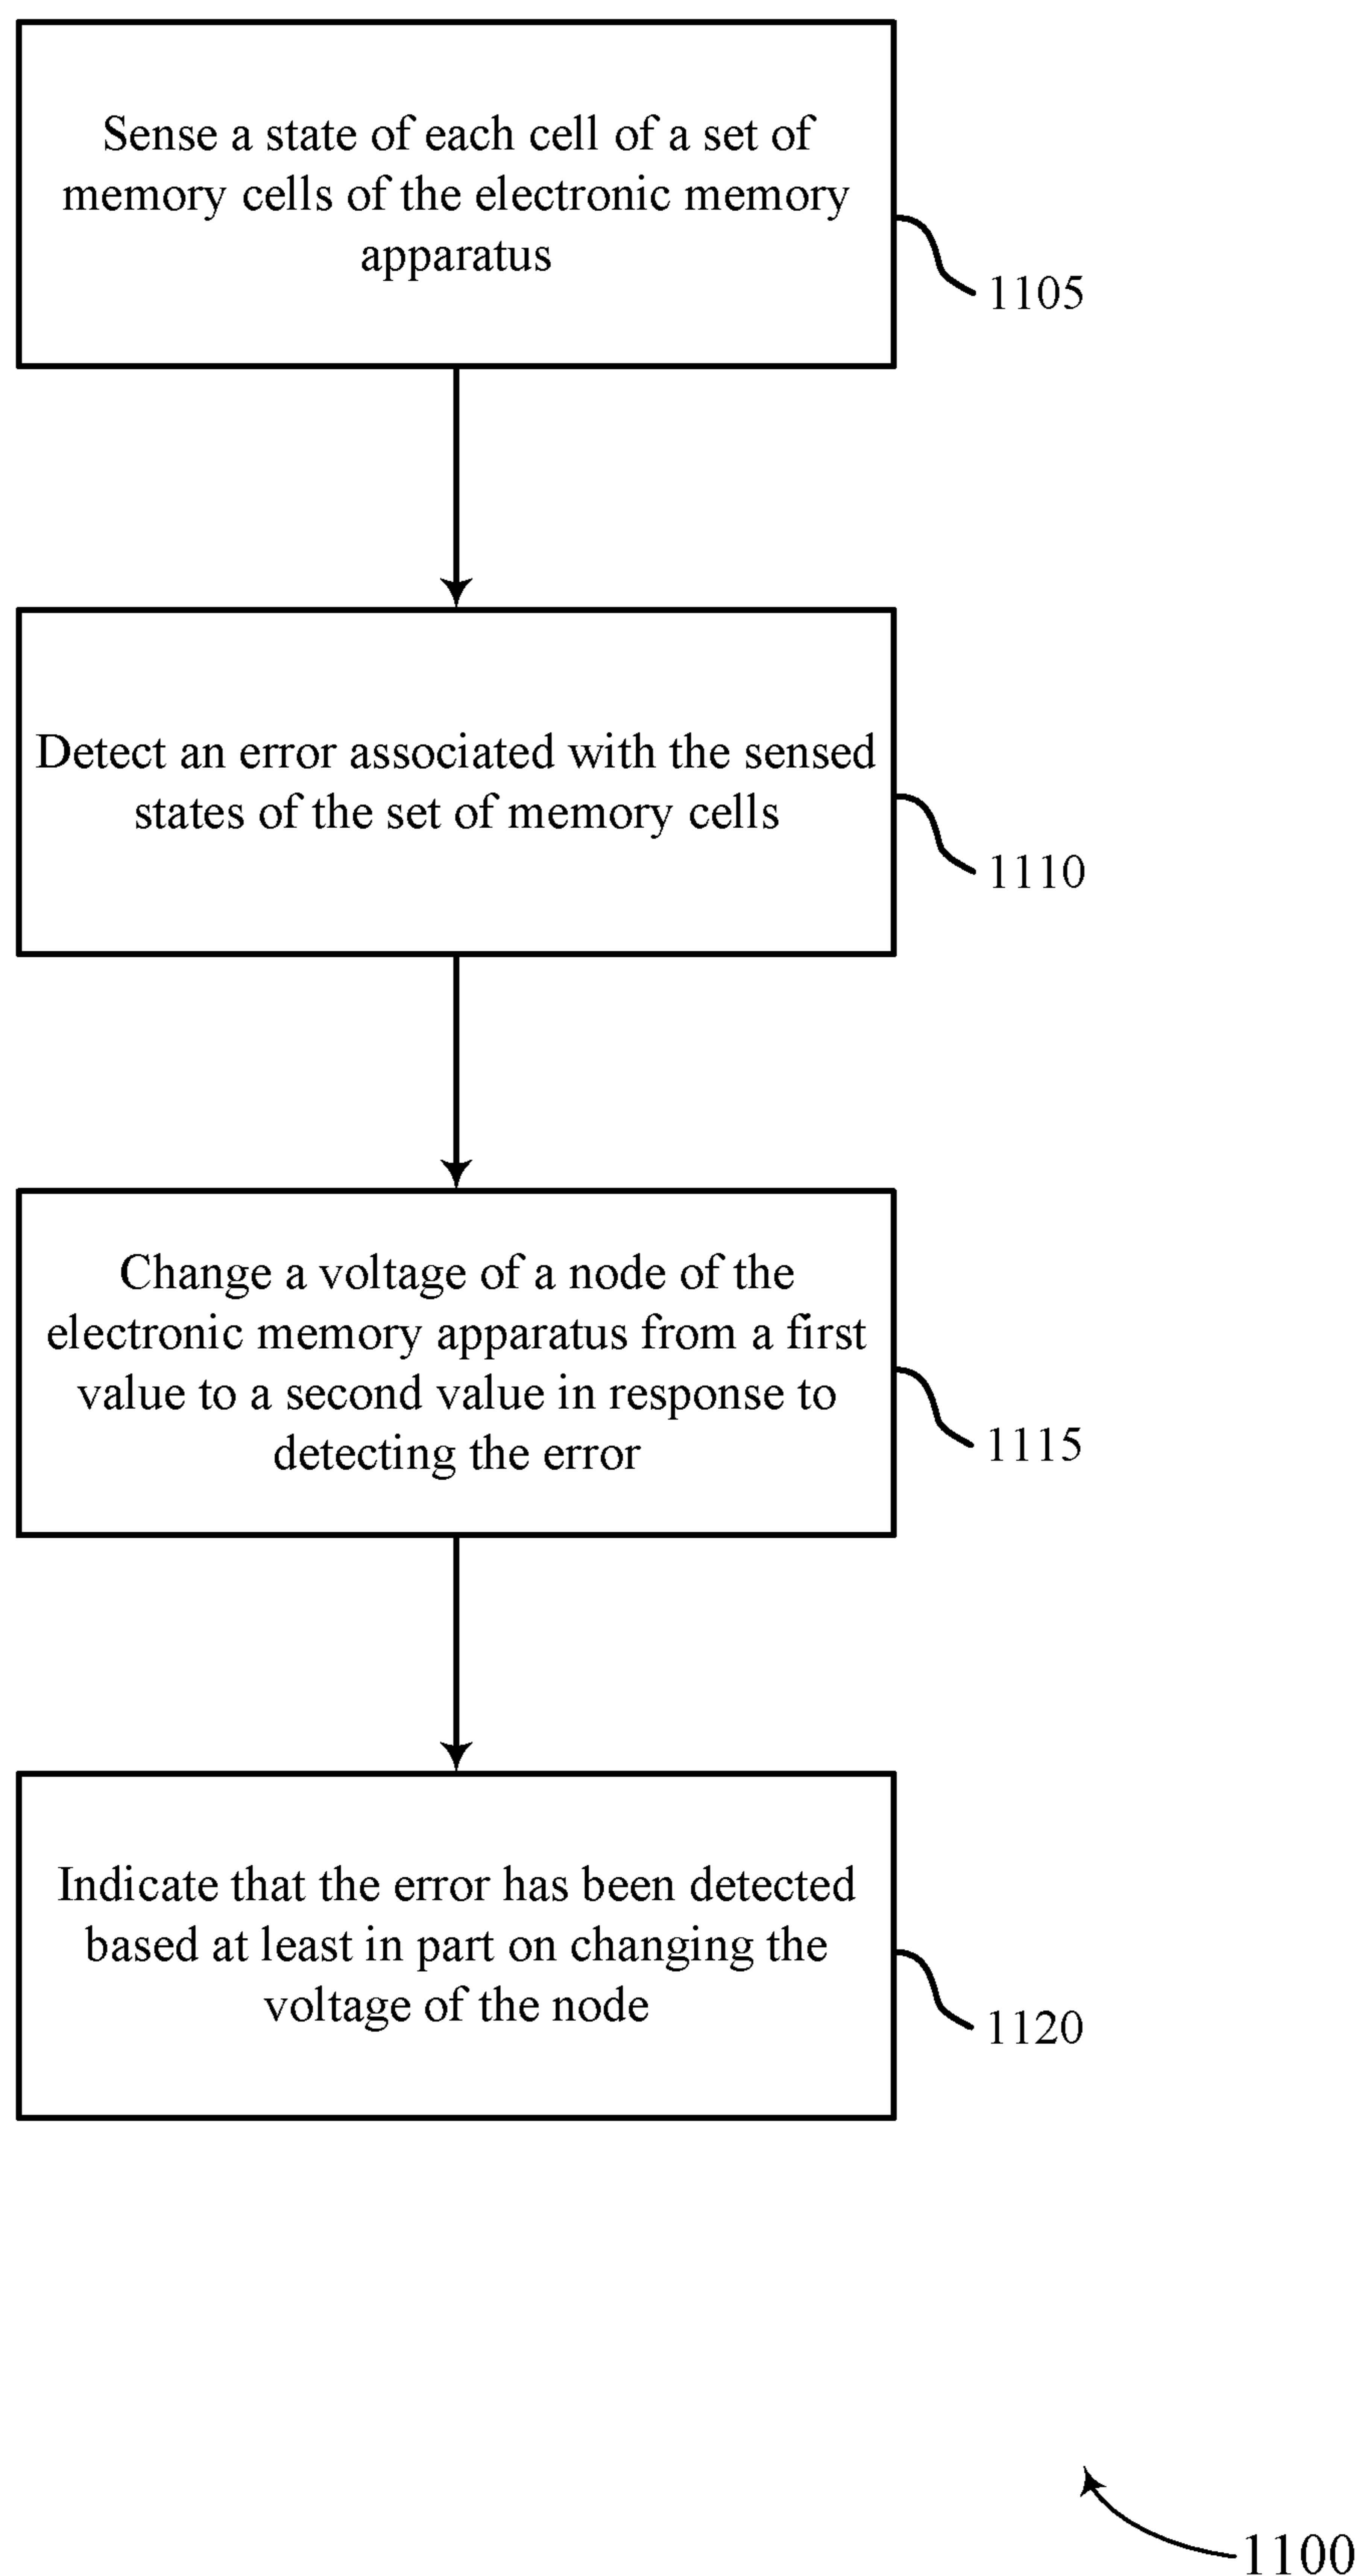 Sense a state of each cell of a set of
memory cells of the electronic memory
apparatus
1105
Detect an error associated with the sensed
states of the set of memory cells
1110
Change a voltage of a node of the
electronic memory apparatus from a first
value to a second value in response to
detecting the error
1115
Indicate that the error has been detected
based at least in part on changing the
voltage of the node
1120
1100